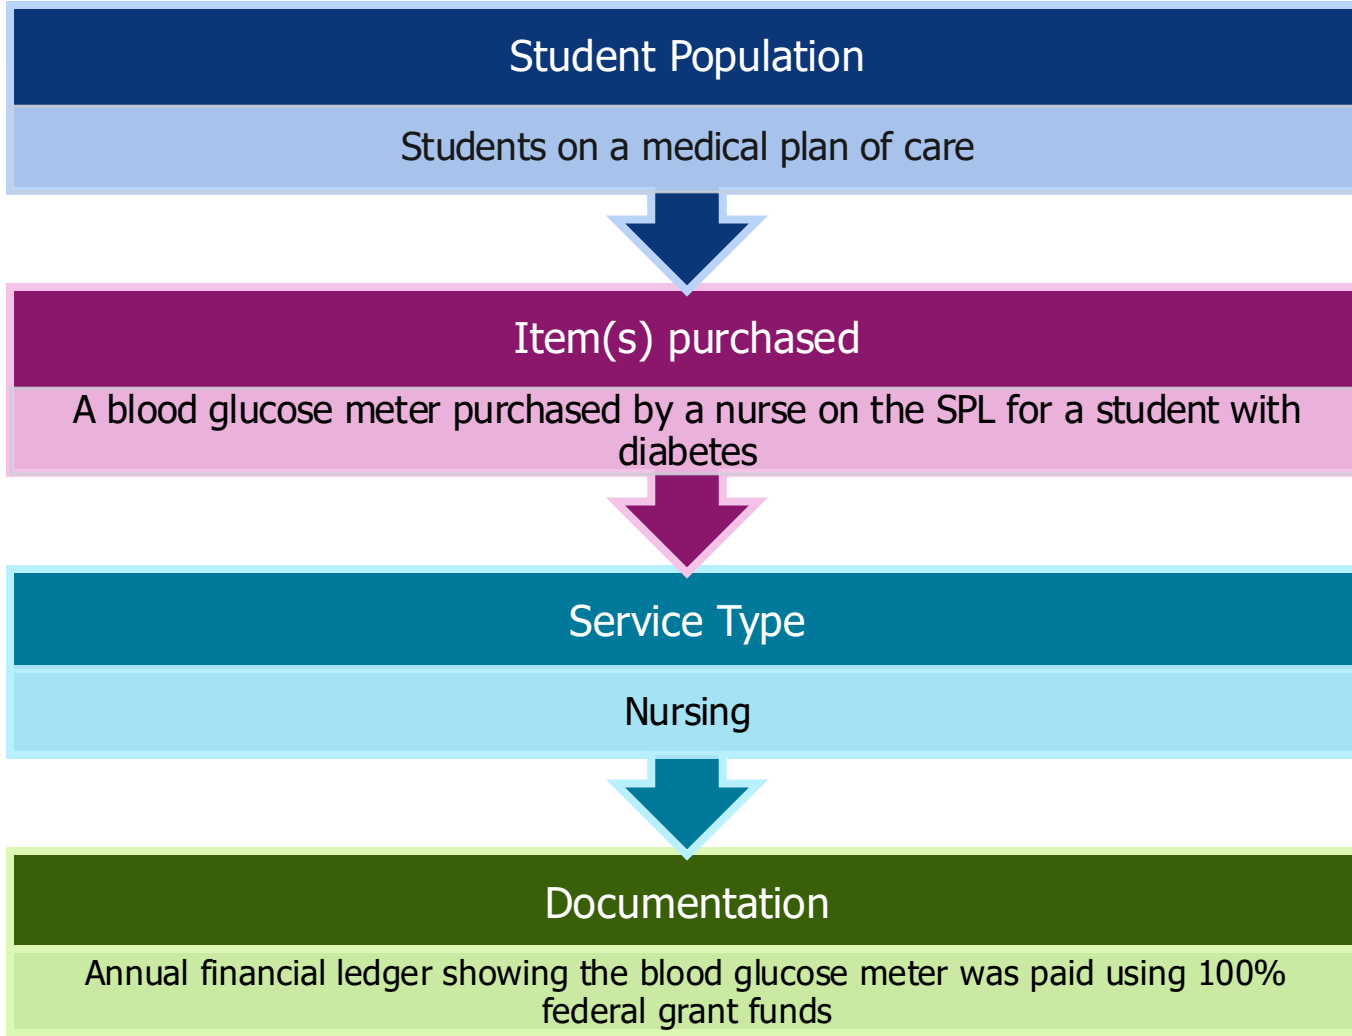 Student Population
Students on a medical plan of care
Item(s) purchased
A blood glucose meter purchased by a nurse on the SPL for a student with
diabetes
Service Type
Nursing
Documentation
Annual financial ledger showing the blood glucose meter was paid using 100%
federal grant funds